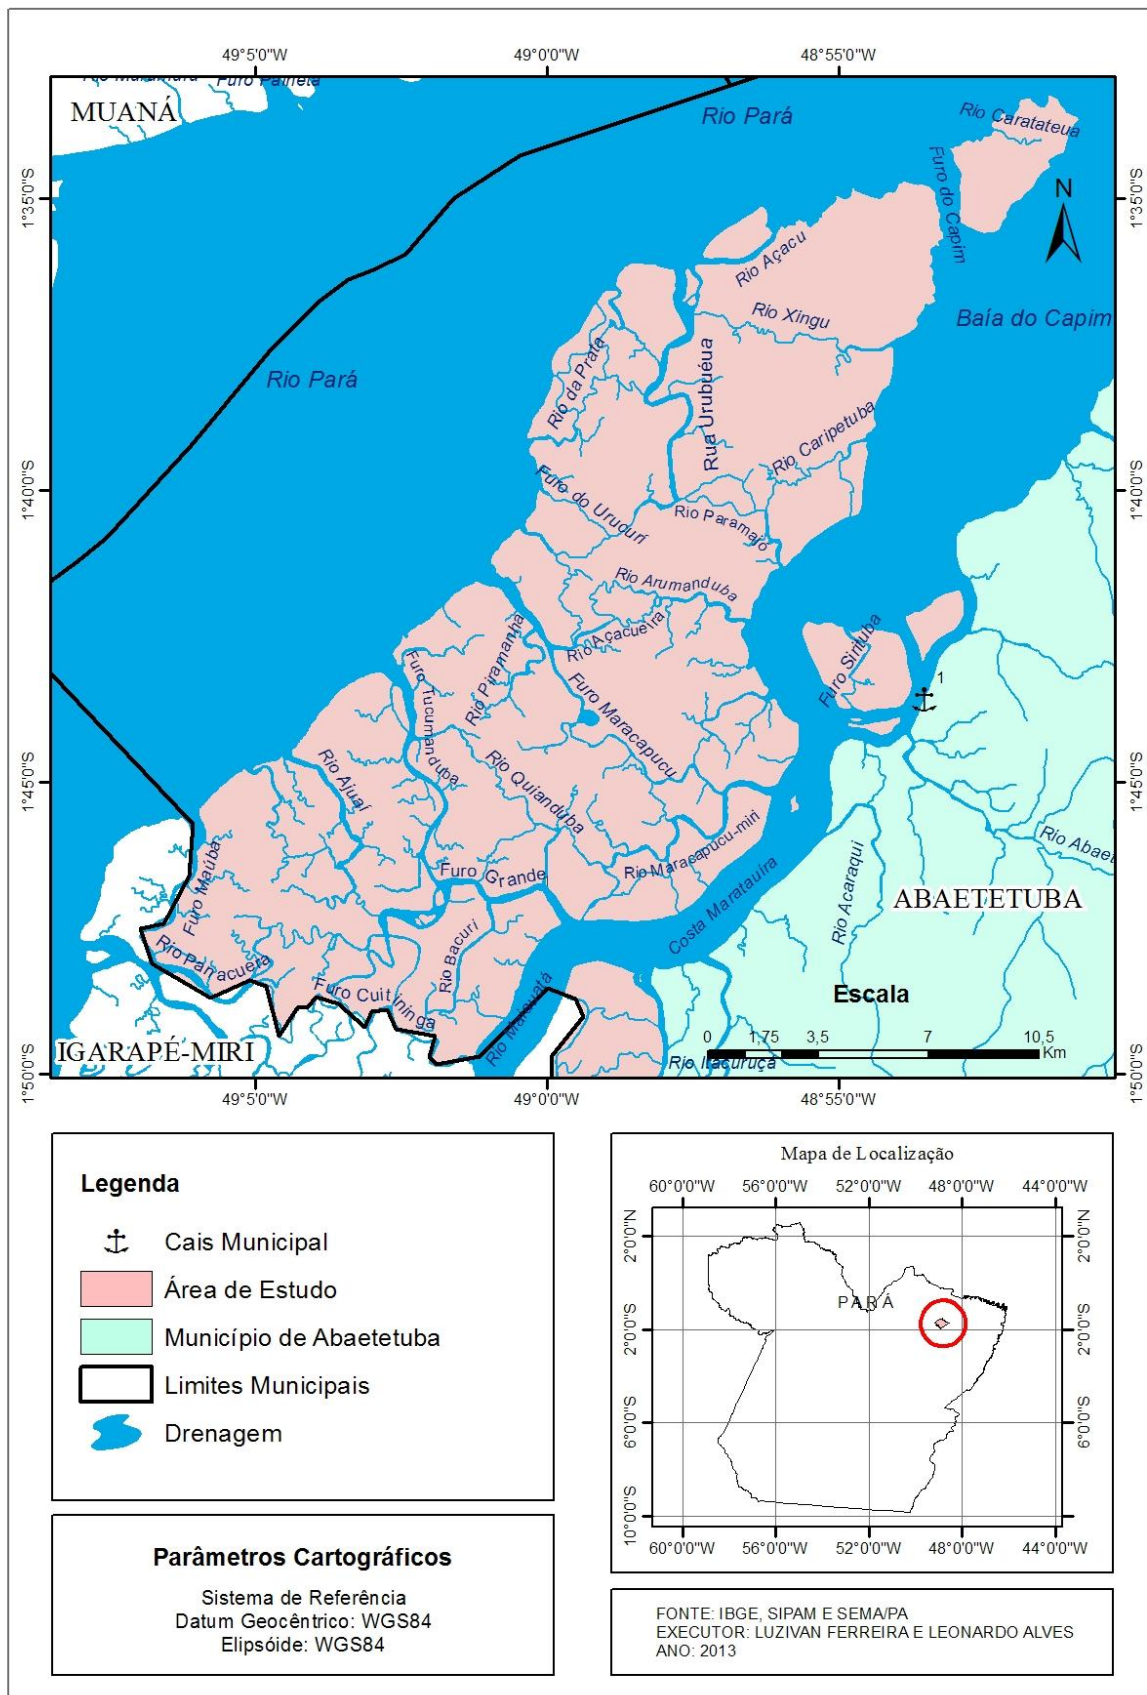 49°5'0"W
49°0'0"W
48°55'0"W
Furo Palheta
MUANÁ
Rio Pará
Rio Caratateua
Furo do Capim
N
1°35'0"S
1°35'0"S
Rio Açacu
Rio Xingu
Baía do Capim
Rio Pará
Rio da Prata
Rua Urubuéua
Rio Caripetuba
1°40'0"S
1°40'0"S
Furo do Urucurí
Rio Paramajó
Rio Arumanduba
Rio Açacueira
Rio Piramanha
Furo Tucumanduba
Furo Sirituba
1
Furo Maracapucu
Rio Quianduba
Rio Ajuaí
1°45'0"S
1°45'0"S
Rio Maracapucu-miri
Rio Abaet
Furo Maúba
Furo Grande
Costa Maratauira
Rio Acaraqui
ABAETETUBA
Rio Bacurí
Rio Panacuera
Furo Cuitininga
Rio Marauatá
IGARAPÉ-MIRI
Escala
0 1,75 3,5 7 10,5
Km
Rio Itacuruçá
1°50'0"S
1°50'0"S
49°5'0"W
49°0'0"W
48°55'0"W
Legenda
Cais Municipal
Área de Estudo
Município de Abaetetuba
Limites Municipais
Drenagem
Parâmetros Cartográficos
Sistema de Referência
Datum Geocêntrico: WGS84
Elipsóide: WGS84
Mapa de Localização
60°0'0"W 56°0'0"W 52°0'0"W 48°0'0"W 44°0'0"W
2°0'0"N
2°0'0"N
PARÁ
2°0'0"S
2°0'0"S
6°0'0"S
6°0'0"S
10°0'0"S
10°0'0"S
60°0'0"W 56°0'0"W 52°0'0"W 48°0'0"W 44°0'0"W
FONTE: IBGE, SIPAM E SEMA/PA
EXECUTOR: LUZIVAN FERREIRA E LEONARDO ALVES
ANO: 2013